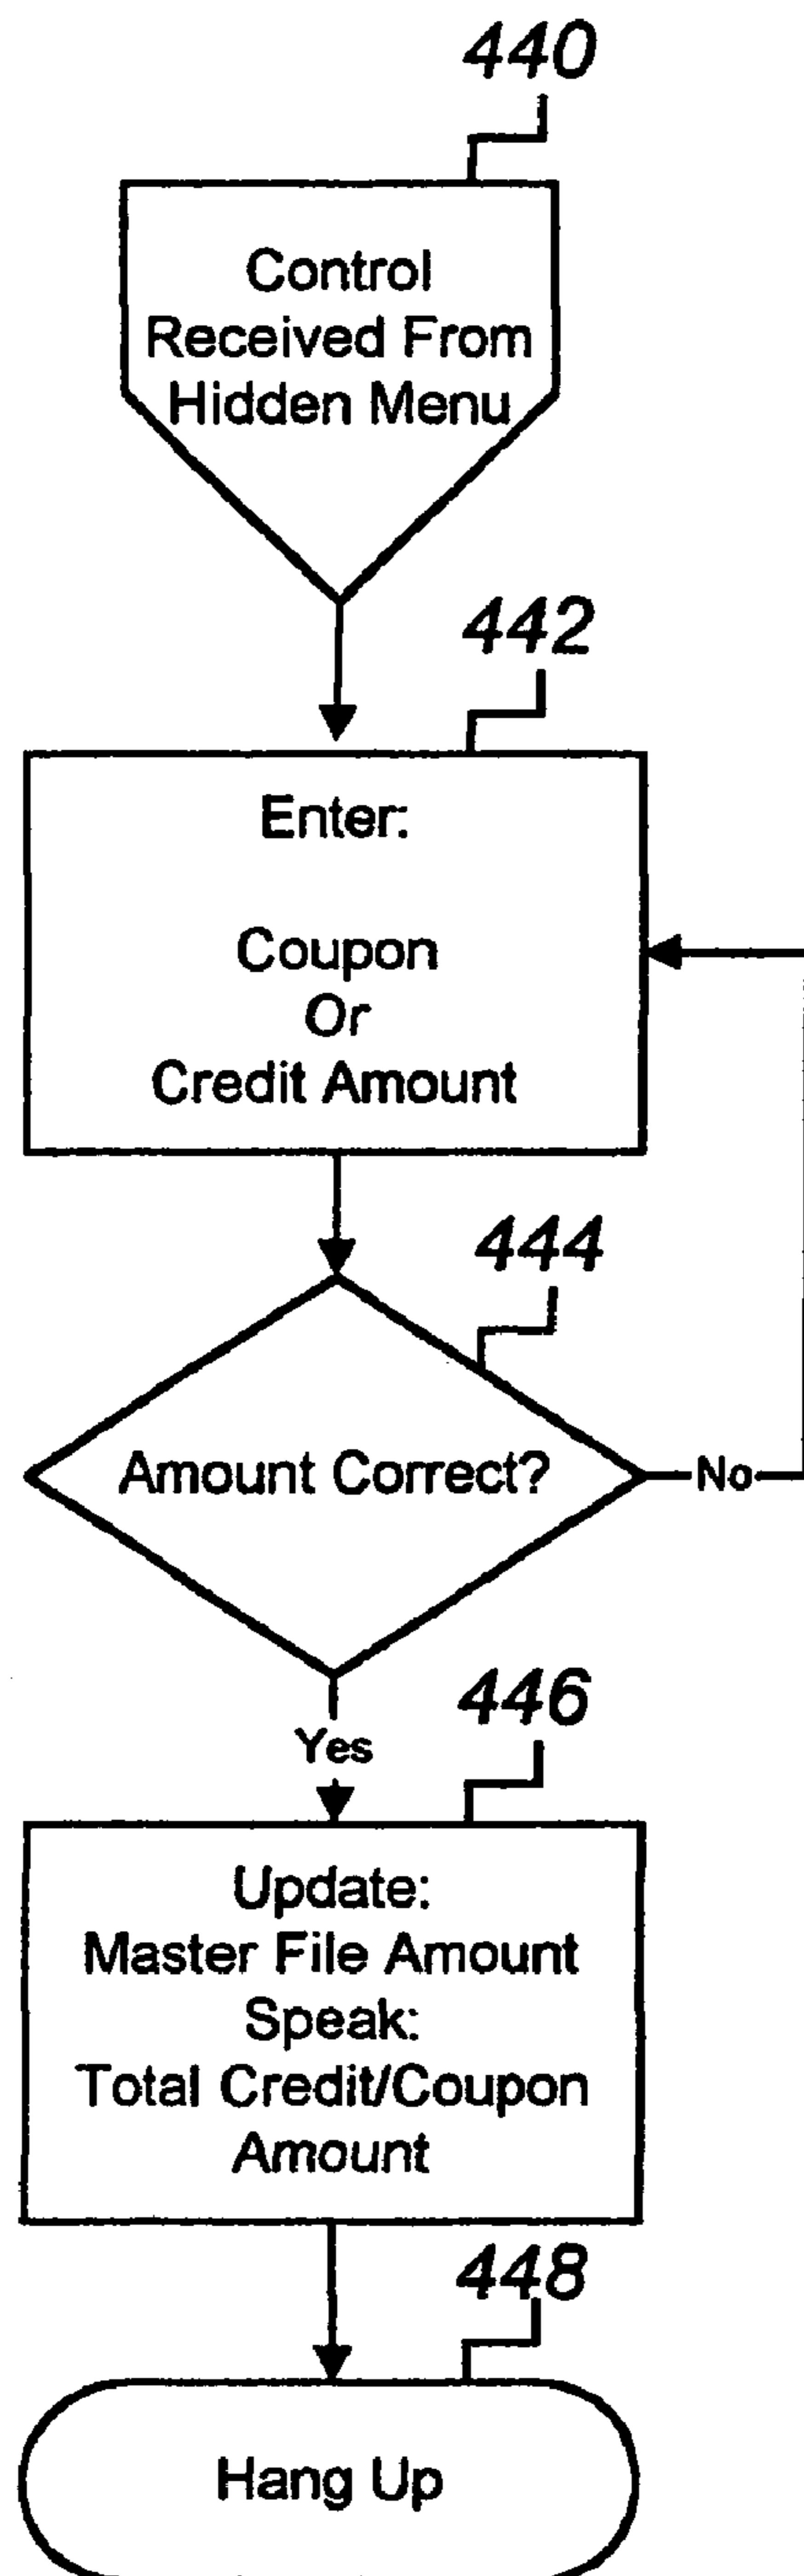 440
Control
Received From
Hidden Menu
442
Enter:
Coupon
Or
Credit Amount
444
Amount Correct?
No
Yes
446
Update:
Master File Amount
Speak:
Total Credit/Coupon
Amount
448
Hang Up